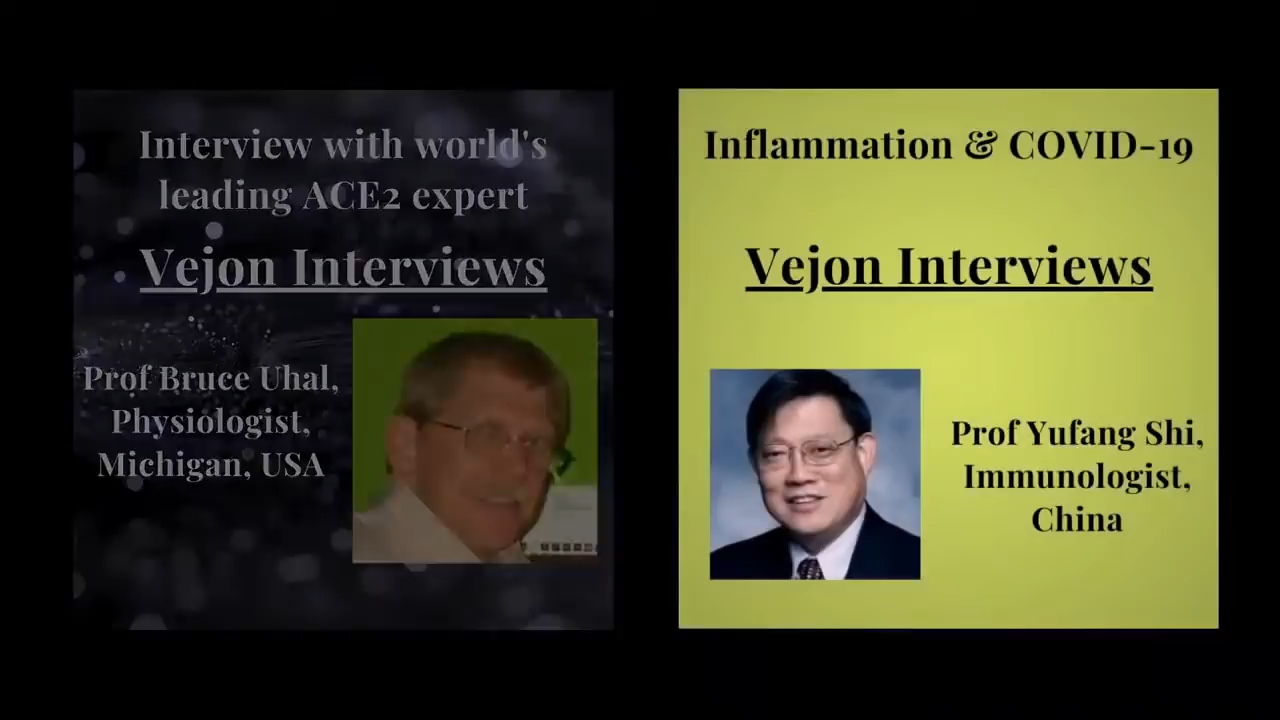 Interview with world's
leading ACE2 expert
Vejon Interviews
Prof Bruce Uhal,
Physiologist,
Michigan, USA
Inflammation & COVID-19
Vejon Interviews
Prof Yufang Shi,
Immunologist,
China